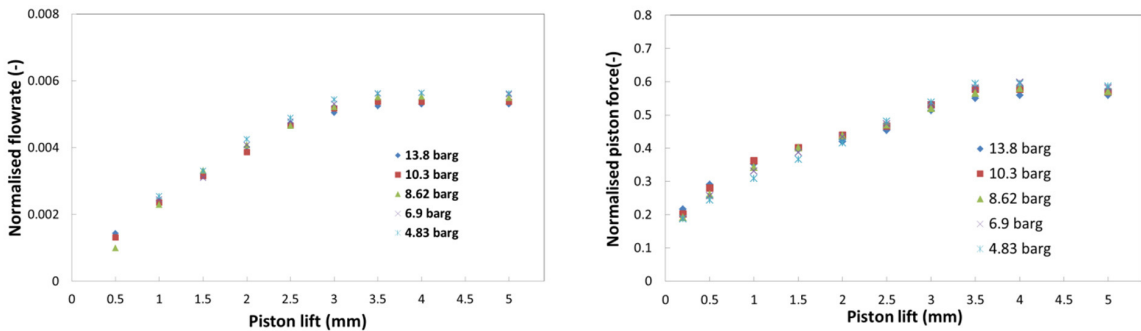 0.008
0.006
0.004
0.002
0
Normalised flowrate (-)
0 0.5 1 1.5 2 2.5 3 3.5 4 4.5 5
Piston lift (mm)
13.8 barg
10.3 barg
8.62 barg
6.9 barg
4.83 barg
0.8
0.7
0.6
0.5
0.4
0.3
0.2
0.1
0
Normalised piston force(-)
0 0.5 1 1.5 2 2.5 3 3.5 4 4.5 5
Piston lift (mm)
13.8 barg
10.3 barg
8.62 barg
6.9 barg
4.83 barg